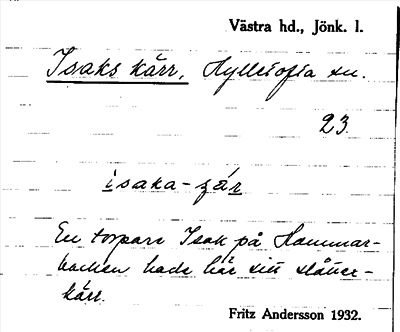 Västra hd., Jönk. l.
Isaks kärr, Hylletofta sn.
23.
isaka-çär
En torpare Isak på Hammar-
backen hade här sin slåtter-
kärr.
Fritz Andersson 1932.